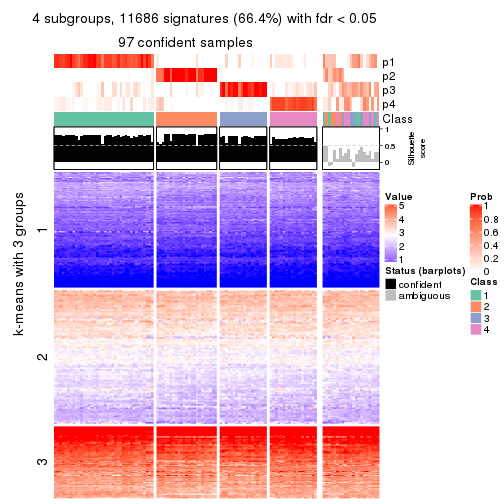 4 subgroups, 11686 signatures (66.4%) with fdr < 0.05
97 confident samples
p1
p2
p3
p4
Class
1
0.5
0
Silhouette
score
k-means with 3 groups
1
2
3
Value
5
4
3
2
1
Status (barplots)
confident
ambiguous
Prob
1
0.8
0.6
0.4
0.2
0
Class
1
2
3
4